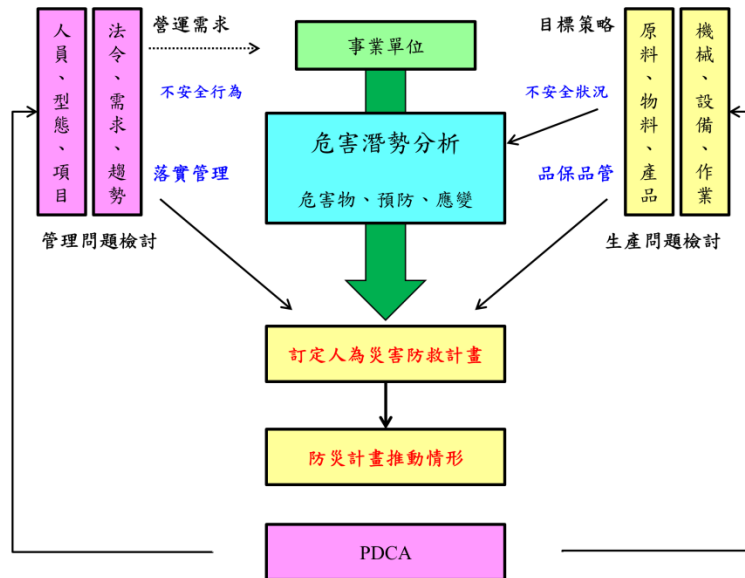 人員、型態、項目
法令、需求、趨勢
營運需求
事業單位
目標策略
原料、物料、產品
機械、設備、作業
不安全行為
不安全狀況
危害潛勢分析
落實管理
品保品管
危害物、預防、應變
管理問題檢討
生產問題檢討
訂定人為災害防救計畫
防災計畫推動情形
PDCA